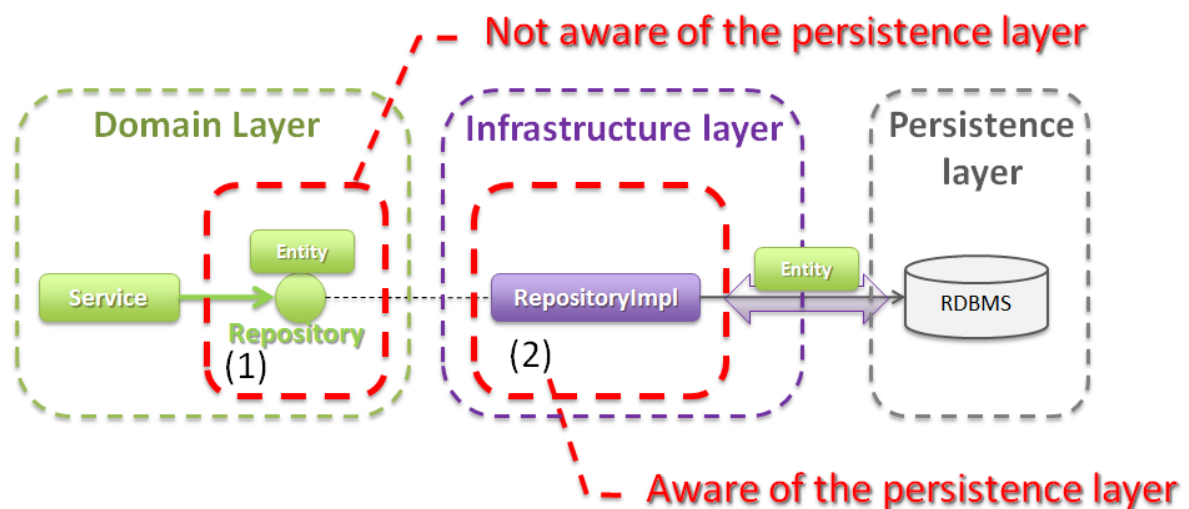 Not aware of the persistence layer
Domain Layer
Infrastructure layer
Persistence
layer
Entity
Service
Repository
(1)
RepositoryImpl
(2)
Entity
RDBMS
Aware of the persistence layer